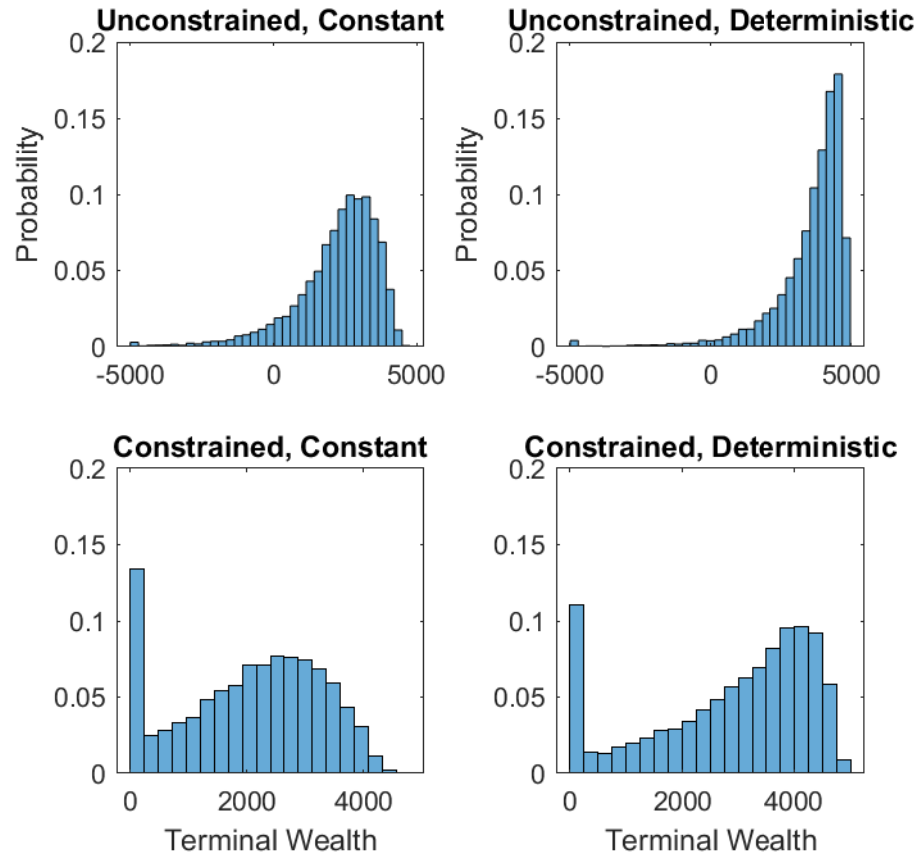 Unconstrained, Constant
0.2
0.15
0.1
0.05
0
Probability
-5000 0 5000
Unconstrained, Deterministic
0.2
0.15
0.1
0.05
0
Probability
-5000 0 5000
Constrained, Constant
0.2
0.15
0.1
0.05
0
0 2000 4000
Terminal Wealth
Constrained, Deterministic
0.2
0.15
0.1
0.05
0
0 2000 4000
Terminal Wealth